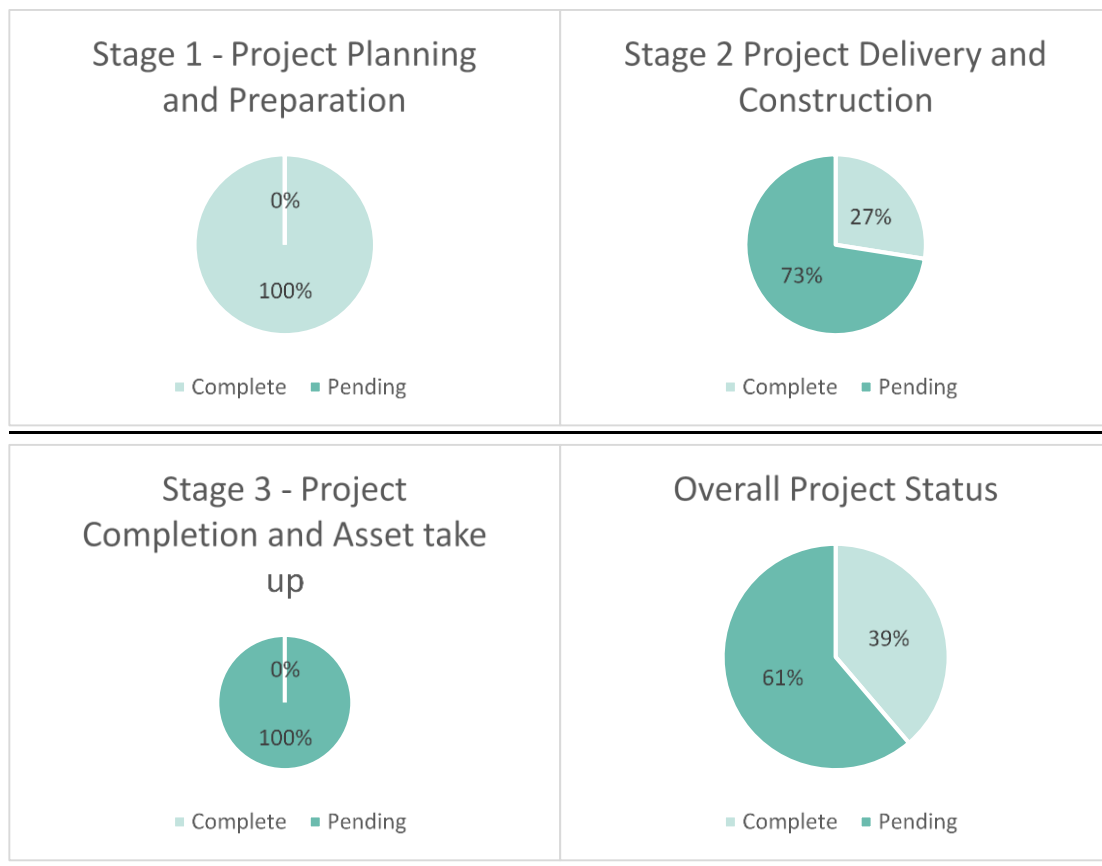 Stage 1 - Project Planning
and Preparation
0%
100%
Complete Pending
Stage 2 Project Delivery and
Construction
27%
73%
Complete Pending
Stage 3 - Project
Completion and Asset take
up
0%
100%
Complete Pending
Overall Project Status
39%
61%
Complete Pending